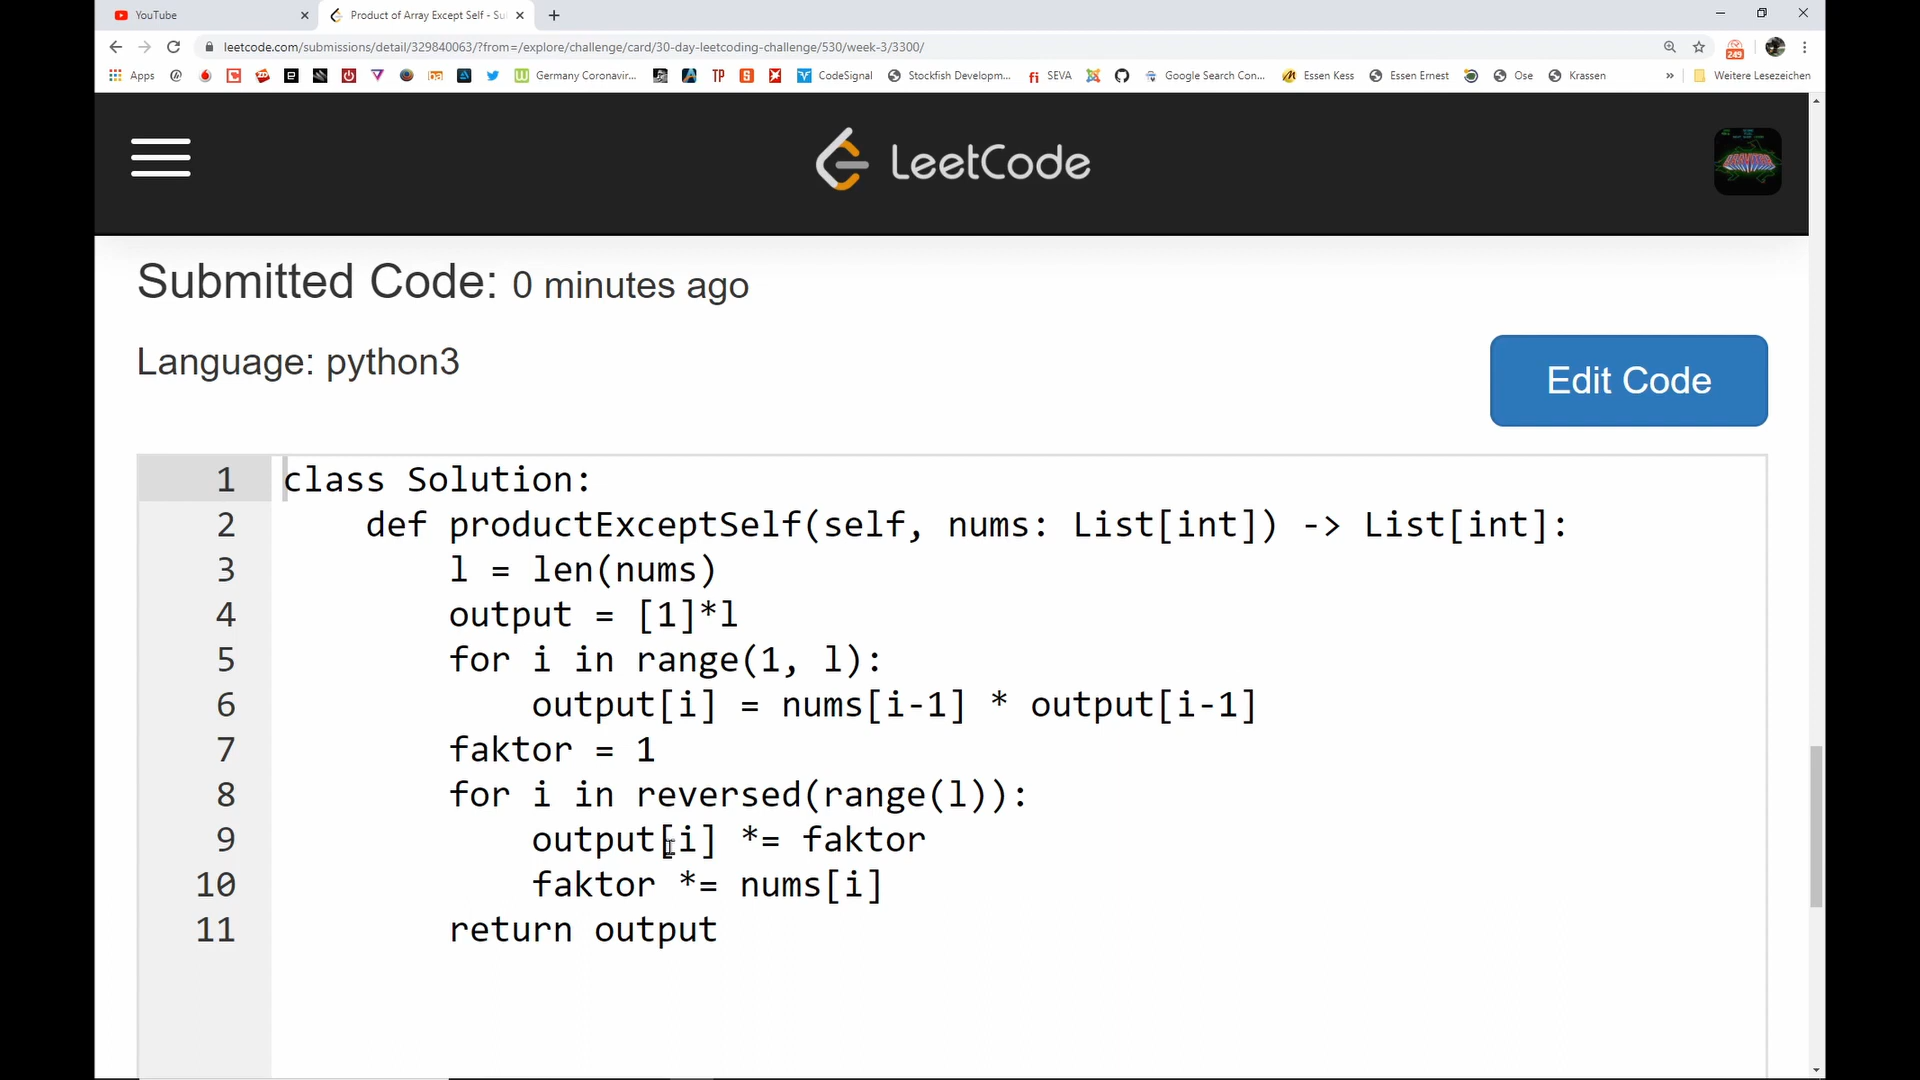 YouTube
Product of Array Except Self - Su
leetcode.com/submissions/detail/329840063/?from=/explore/challenge/card/30-day-leetcoding-challenge/530/week-3/3300/
249
Apps Germany Coronavir... TP CodeSignal Stockfish Developm... fi SEVA Google Search Con... Essen Kess Essen Ernest Ose Krassen » Weitere Lesezeichen
LeetCode
Submitted Code: 0 minutes ago
Language: python3
Edit Code
1 class Solution:
2 def productExceptSelf(self, nums: List[int]) -> List[int]:
3 l = len(nums)
4 output = [1]*l
5 for i in range(1, l):
6 output[i] = nums[i-1] * output[i-1]
7 faktor = 1
8 for i in reversed(range(l)):
9 output[i] *= faktor
10 faktor *= nums[i]
11 return output